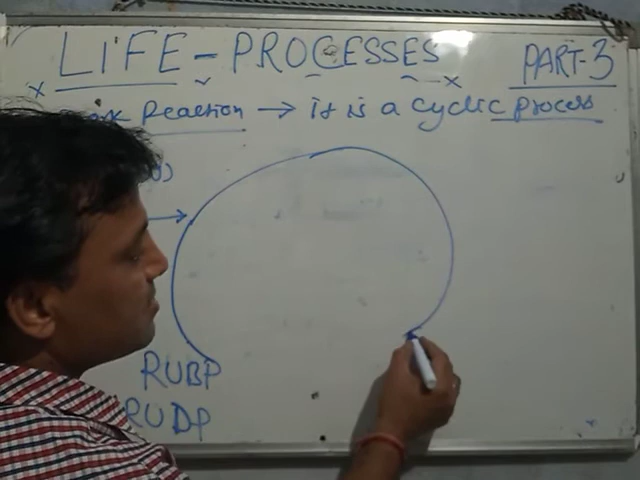 LIFE - PROCESSES
PART-3
Reaction → it is a cyclic process
RUBP
RUDP